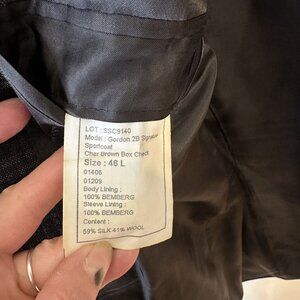 LOT : SSC9140
Model : Gordon 2B Signature
Sportcoat
Char Brown Box Check
Size : 46 L
01406
01209
Body Lining :
100% BEMBERG
Sleeve Lining :
100% BEMBERG
Content :
59% SILK 41% WOOL